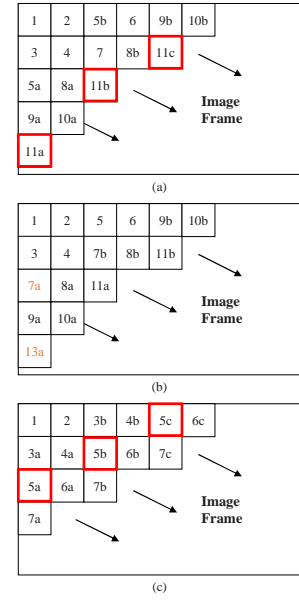 1 2 5b 6 9b 10b
3 4 7 8b 11c
5a 8a 11b
9a 10a
11a
Image
Frame
(a)
1 2 5 6 9b 10b
3 4 7b 8b 11b
7a 8a 11a
9a 10a
13a
Image
Frame
(b)
1 2 3b 4b 5c 6c
3a 4a 5b 6b 7c
5a 6a 7b
7a
Image
Frame
(c)